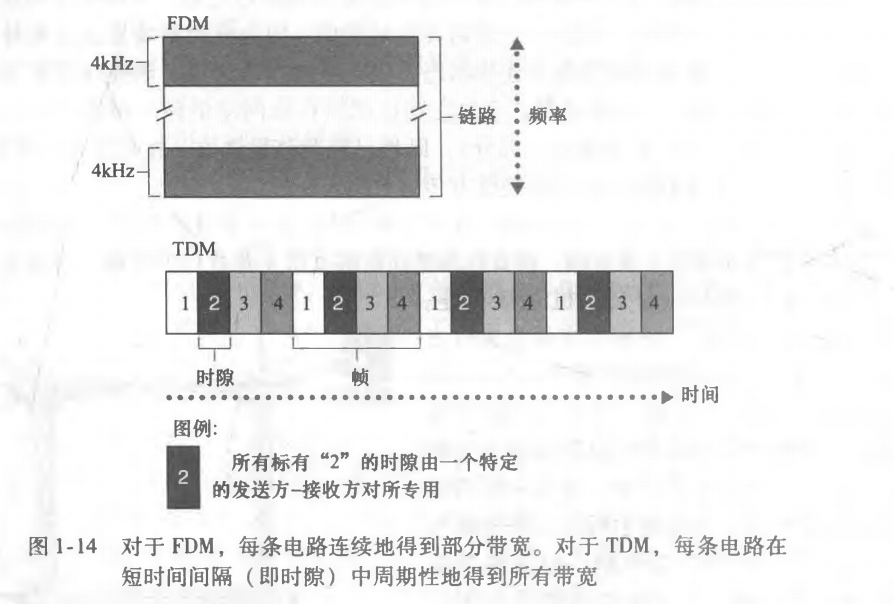 FDM
4kHz
链路
频率
4kHz
TDM
1 2 3 4 1 2 3 4 1 2 3 4 1 2 3 4
时隙
帧
时间
图例:
2
所有标有“2”的时隙由一个特定
的发送方-接收方对所专用
图 1-14 对于 FDM，每条电路连续地得到部分带宽。对于 TDM，每条电路在
短时间间隔（即时隙）中周期性地得到所有带宽